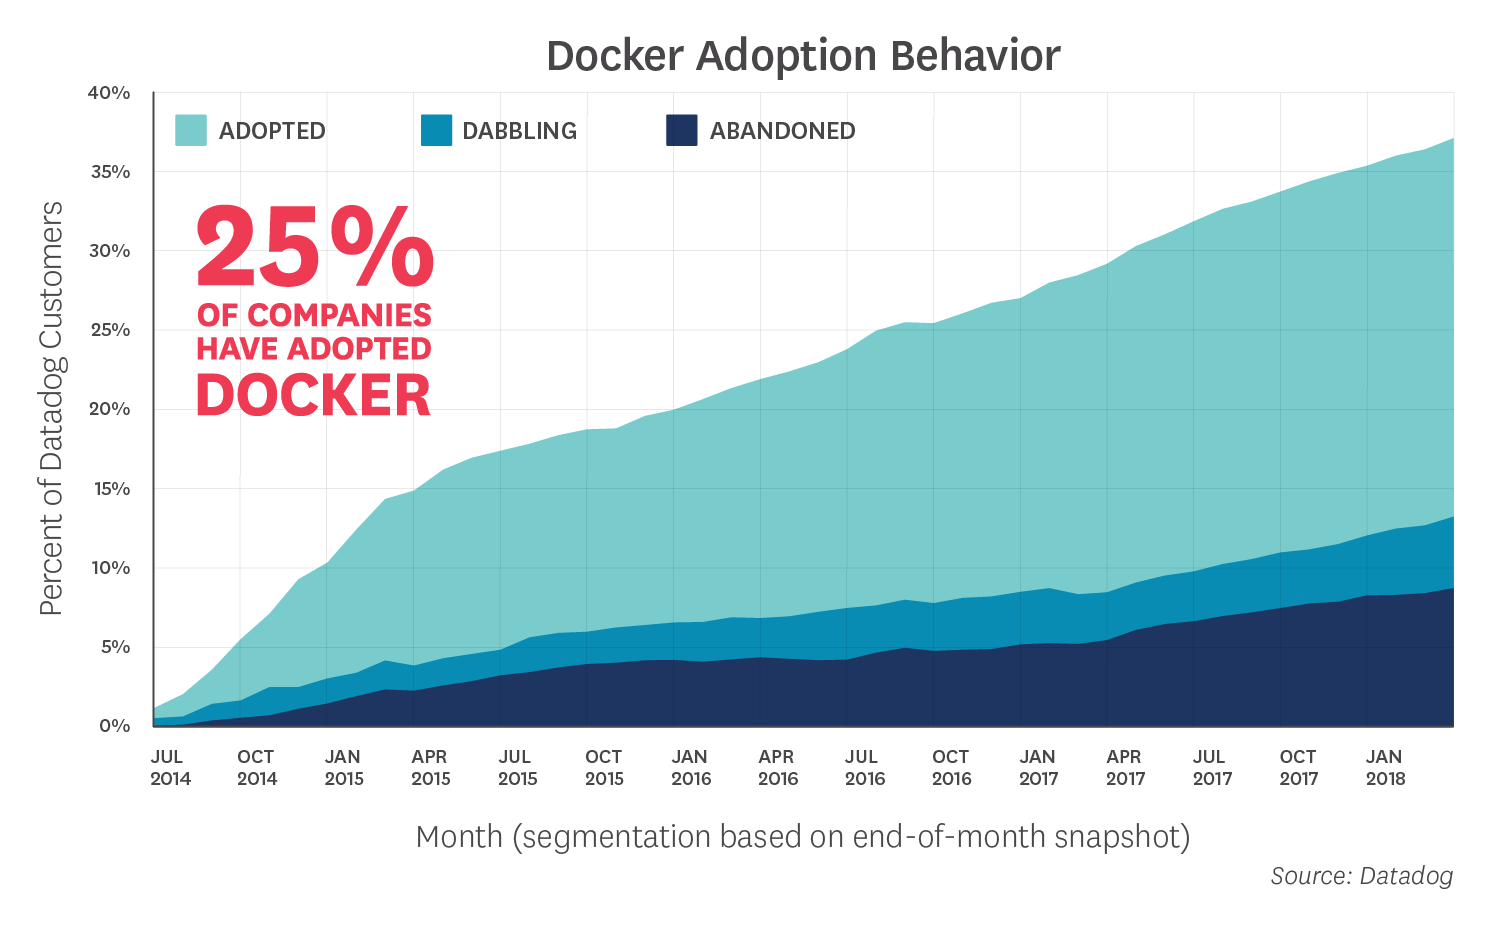 Docker Adoption Behavior
40%
ADOPTED
DABBLING
ABANDONED
35%
30%
25%
20%
15%
10%
5%
0%
Percent of Datadog Customers
25%
OF COMPANIES
HAVE ADOPTED
DOCKER
JUL
2014
OCT
2014
JAN
2015
APR
2015
JUL
2015
OCT
2015
JAN
2016
APR
2016
JUL
2016
OCT
2016
JAN
2017
APR
2017
JUL
2017
OCT
2017
JAN
2018
Month (segmentation based on end-of-month snapshot)
Source: Datadog